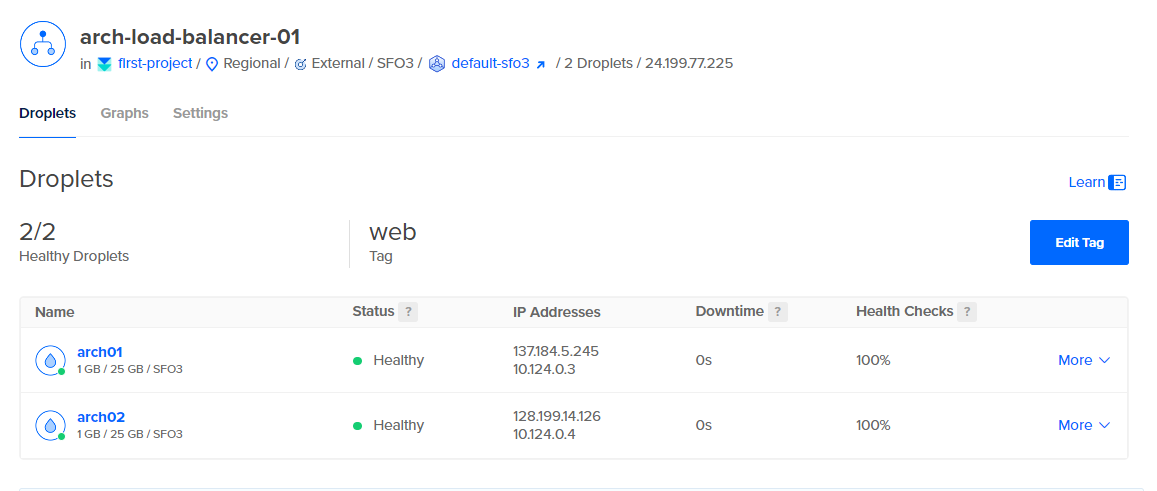 arch-load-balancer-01
in first-project / Regional / External / SFO3 / default-sfo3 / 2 Droplets / 24.199.77.225
Droplets Graphs Settings
Droplets
Learn
2/2
Healthy Droplets
web
Tag
Edit Tag
Name Status ? IP Addresses Downtime ? Health Checks ?
arch01
1 GB / 25 GB / SFO3
Healthy
137.184.5.245
10.124.0.3
0s
100%
More
arch02
1 GB / 25 GB / SFO3
Healthy
128.199.14.126
10.124.0.4
0s
100%
More